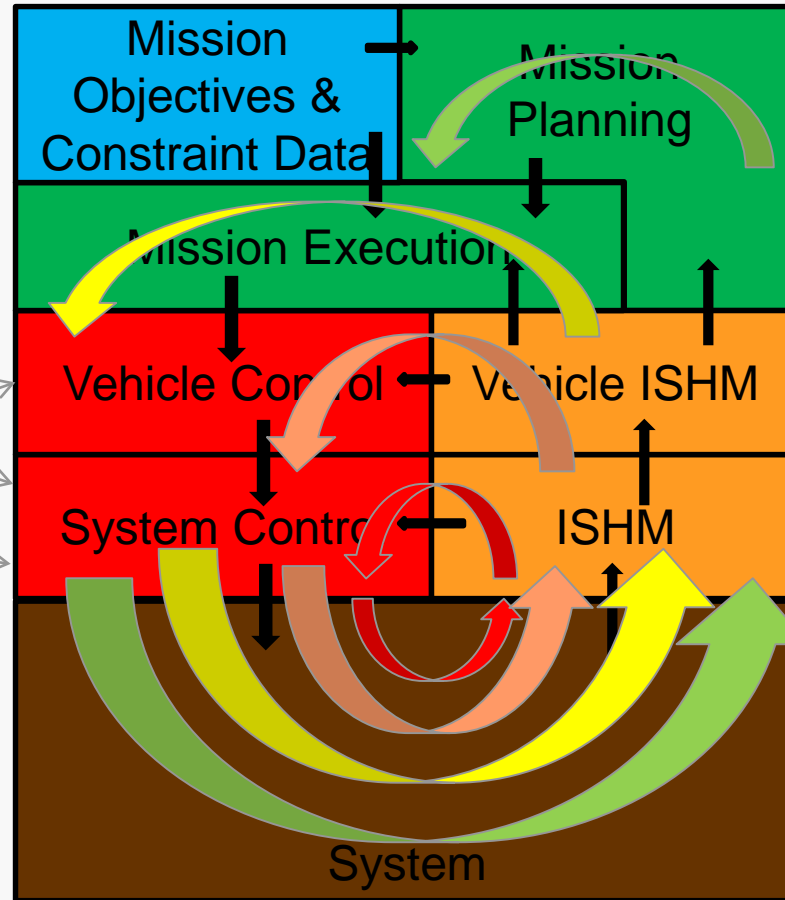 Mission
Objectives &
Constraint Data
Mission
Planning
Mission Execution
Vehicle Control
Vehicle ISHM
System Control
ISHM
System